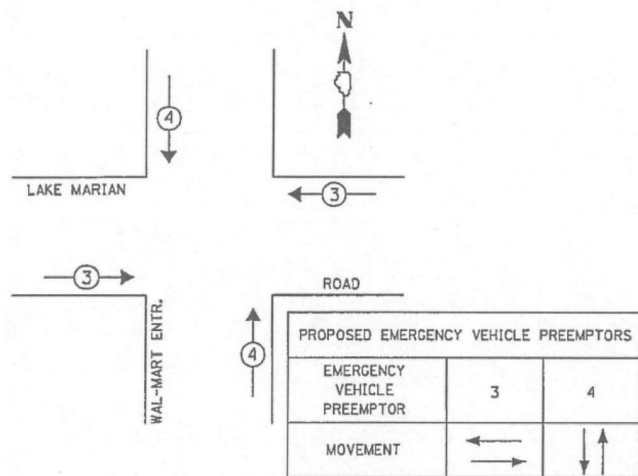 N
4
LAKE MARIAN
3
3
ROAD
WAL-MART ENTR.
4
PROPOSED EMERGENCY VEHICLE PREEMPTORS
EMERGENCY
VEHICLE
PREEMPTOR
3
4
MOVEMENT